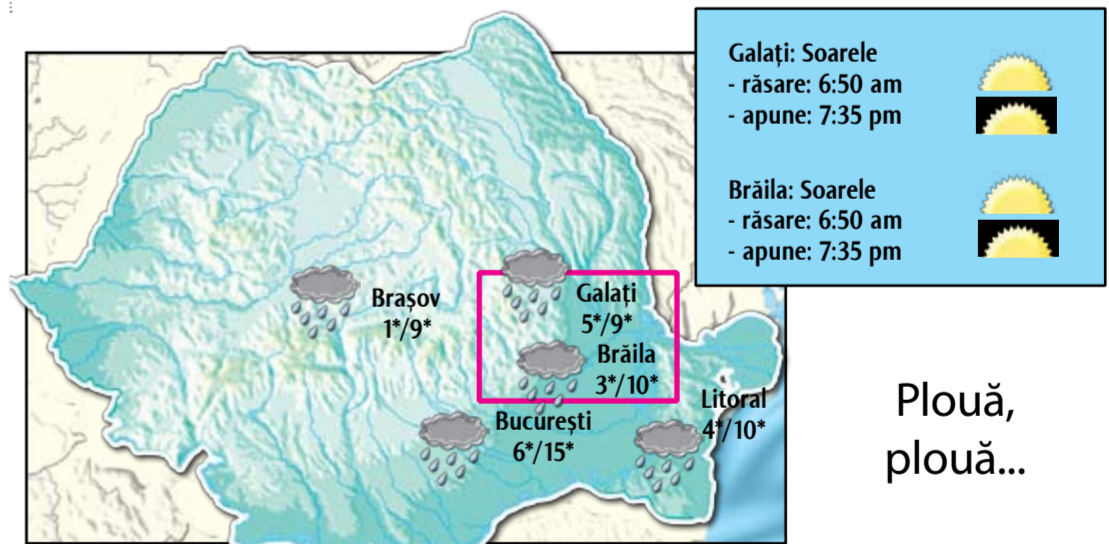 Galați: Soarele
- răsare: 6:50 am
- apune: 7:35 pm
Brăila: Soarele
- răsare: 6:50 am
- apune: 7:35 pm
Brașov
1*/9*
Galați
5*/9*
Brăila
3*/10*
București
6*/15*
Litoral
4*/10*
Plouă,
plouă...